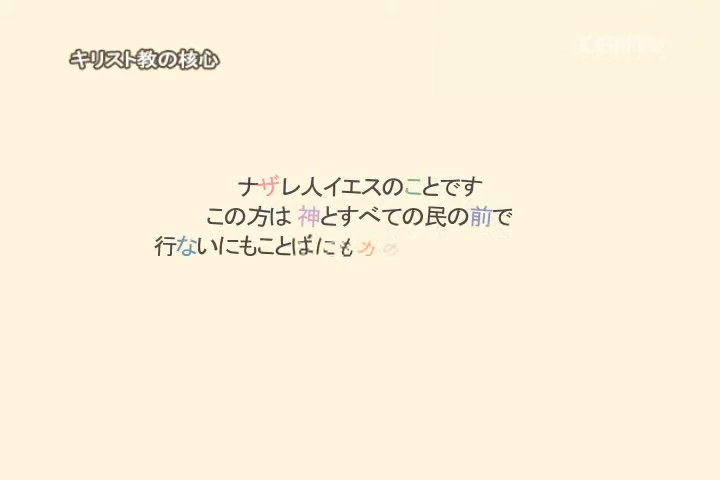 キリスト教の核心
ナザレ人イエスのことです
この方は 神とすべての民の前で
行ないにもことばにも